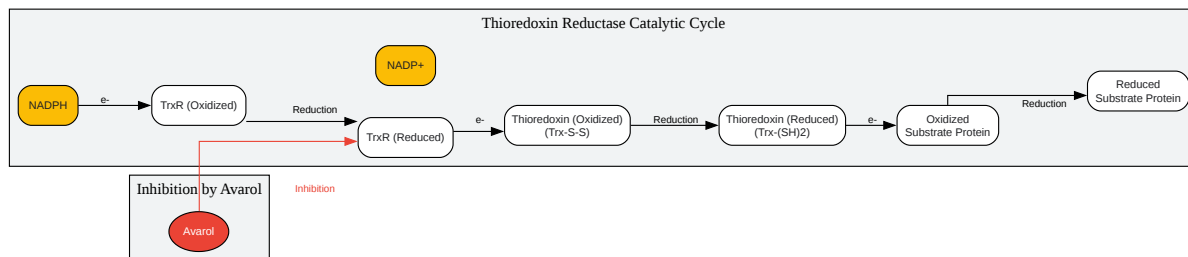 Thioredoxin Reductase Catalytic Cycle
NADP+
NADPH
e-
TrxR (Oxidized)
Reduction
TrxR (Reduced)
e-
Thioredoxin (Oxidized)
(Trx-S-S)
Reduction
Thioredoxin (Reduced)
(Trx-(SH)2)
e-
Oxidized
Substrate Protein
Reduction
Reduced
Substrate Protein
Inhibition by Avarol
Inhibition
Avarol